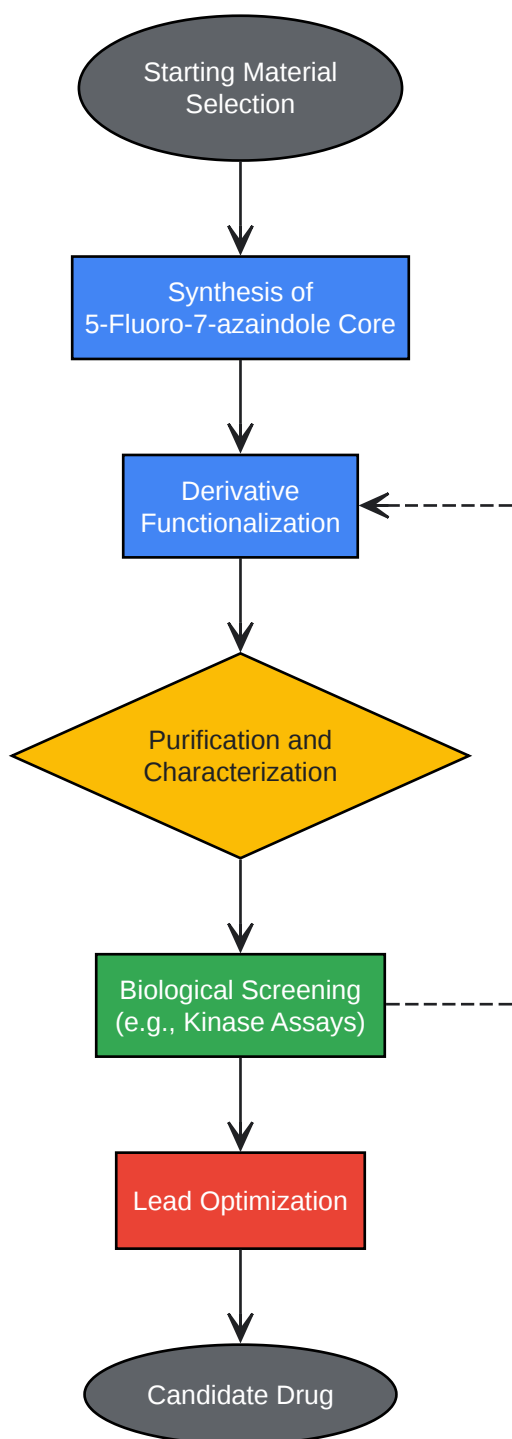 Starting Material
Selection
Synthesis of
5-Fluoro-7-azaindole Core
Derivative
Functionalization
Purification and
Characterization
Biological Screening
(e.g., Kinase Assays)
Lead Optimization
Candidate Drug